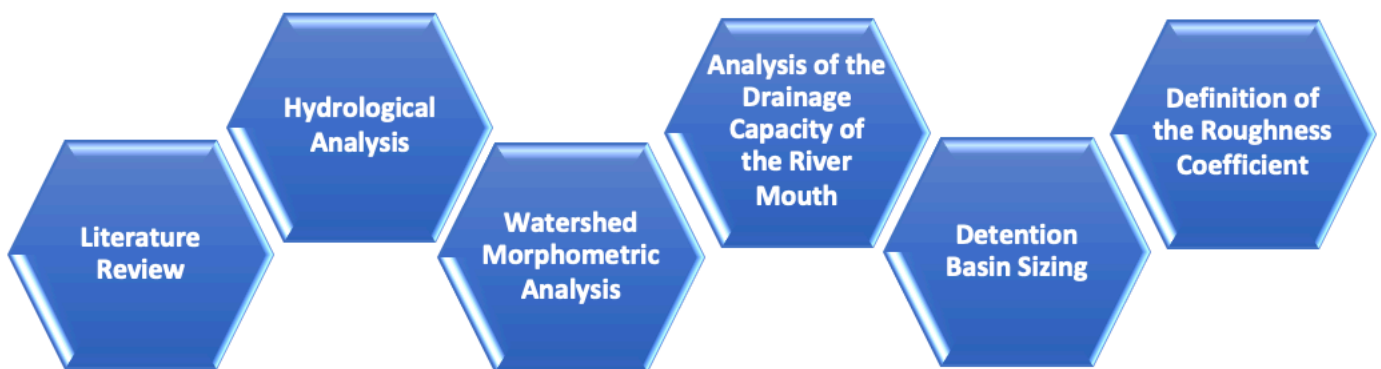 Literature
Review
Hydrological
Analysis
Watershed
Morphometric
Analysis
Analysis of the
Drainage
Capacity of
the River
Mouth
Detention
Basin Sizing
Definition of
the Roughness
Coefficient